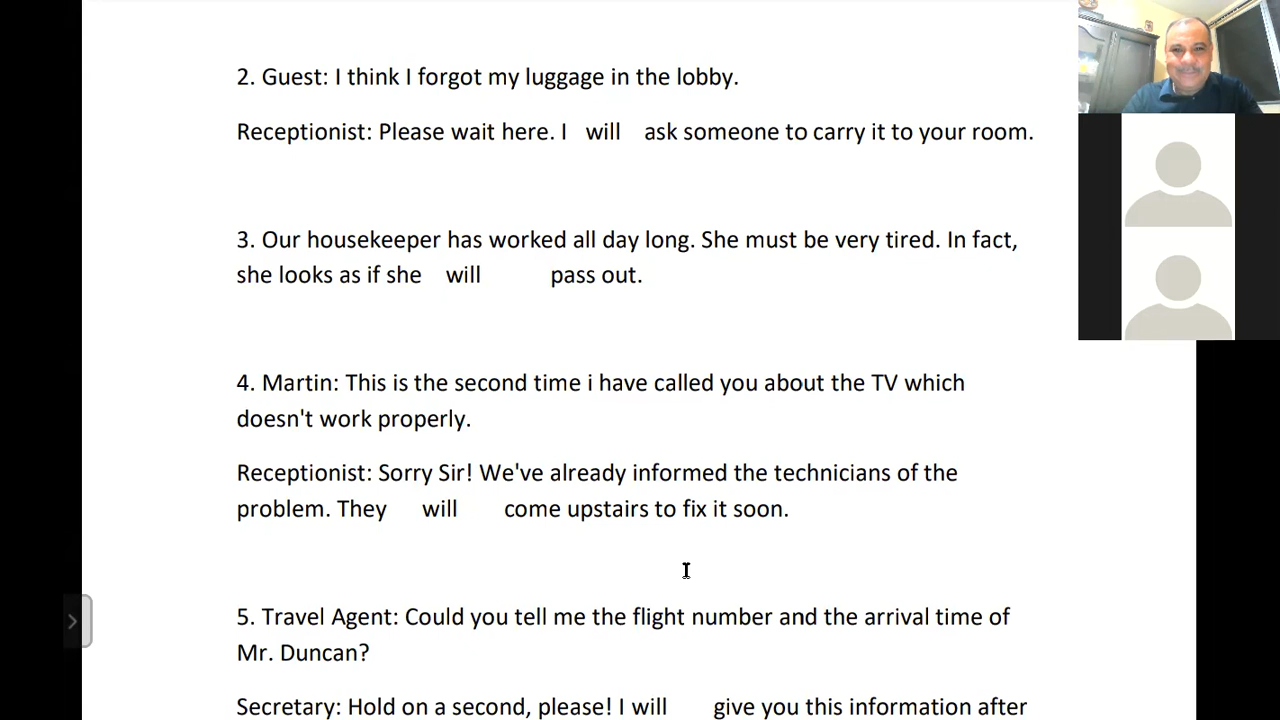 2. Guest: I think I forgot my luggage in the lobby.
Receptionist: Please wait here. I will ask someone to carry it to your room.
3. Our housekeeper has worked all day long. She must be very tired. In fact,
she looks as if she will pass out.
4. Martin: This is the second time i have called you about the TV which
doesn't work properly.
Receptionist: Sorry Sir! We've already informed the technicians of the
problem. They will come upstairs to fix it soon.
5. Travel Agent: Could you tell me the flight number and the arrival time of
Mr. Duncan?
Secretary: Hold on a second, please! I will give you this information after